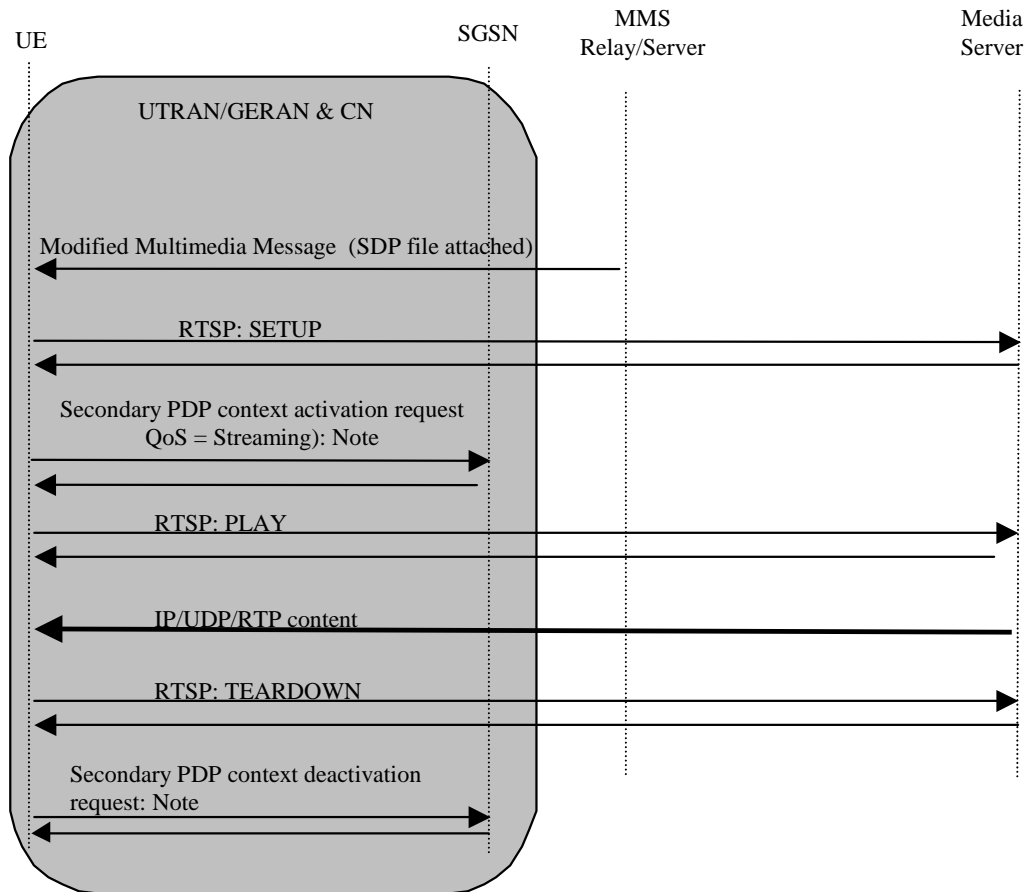 UE
SGSN
MMS
Relay/Server
Media
Server
UTRAN/GERAN & CN
Modified Multimedia Message (SDP file attached)
RTSP: SETUP
Secondary PDP context activation request
QoS = Streaming): Note
RTSP: PLAY
IP/UDP/RTP content
RTSP: TEARDOWN
Secondary PDP context deactivation
request: Note